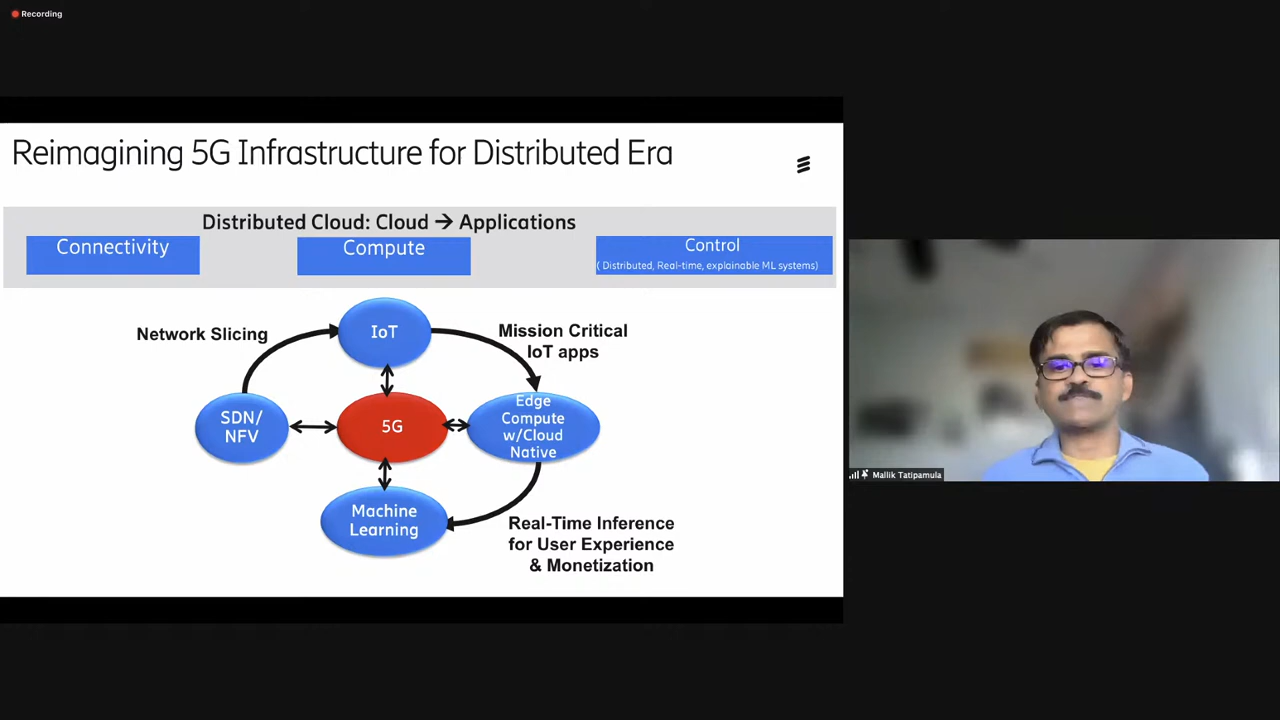 Recording
Reimagining 5G Infrastructure for Distributed Era
Distributed Cloud: Cloud → Applications
Connectivity
Compute
Control
( Distributed, Real-time, explainable ML systems)
Network Slicing
IoT
Mission Critical
IoT apps
SDN/
NFV
5G
Edge
Compute
w/Cloud
Native
Machine
Learning
Real-Time Inference
for User Experience
& Monetization
Mallik Tatipamula